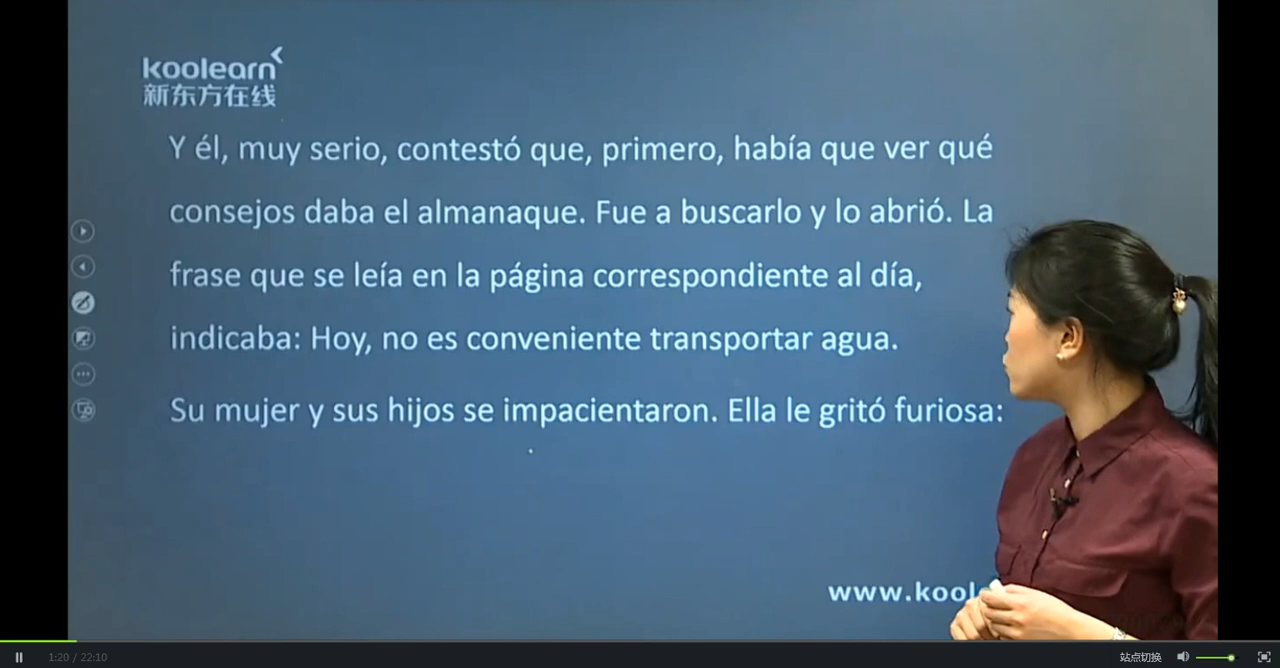 koolearn
新东方在线
Y él, muy serio, contestó que, primero, había que ver qué
consejos daba el almanaque. Fue a buscarlo y lo abrió. La
frase que se leía en la página correspondiente al día,
indicaba: Hoy, no es conveniente transportar agua.
Su mujer y sus hijos se impacientaron. Ella le gritó furiosa:
www.kool
1:20 / 22:10
站点切换